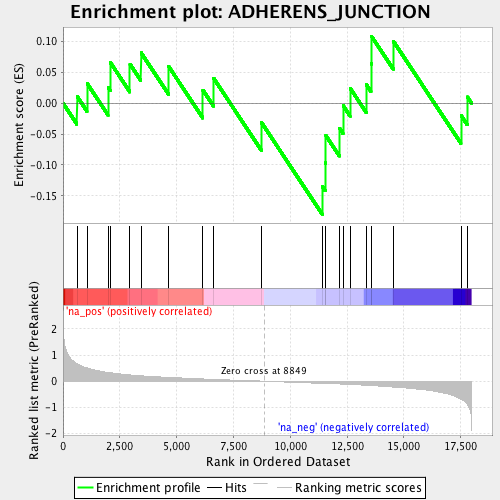 Enrichment plot: ADHERENS_JUNCTION
Enrichment score (ES)
0.10
0.05
0.00
-0.05
-0.10
-0.15
'na_pos' (positively correlated)
Ranked list metric (PreRanked)
2
1
0
-1
-2
Zero cross at 8849
'na_neg' (negatively correlated)
0
2,500
5,000
7,500
10,000
12,500
15,000
17,500
Rank in Ordered Dataset
Enrichment profile
Hits
Ranking metric scores